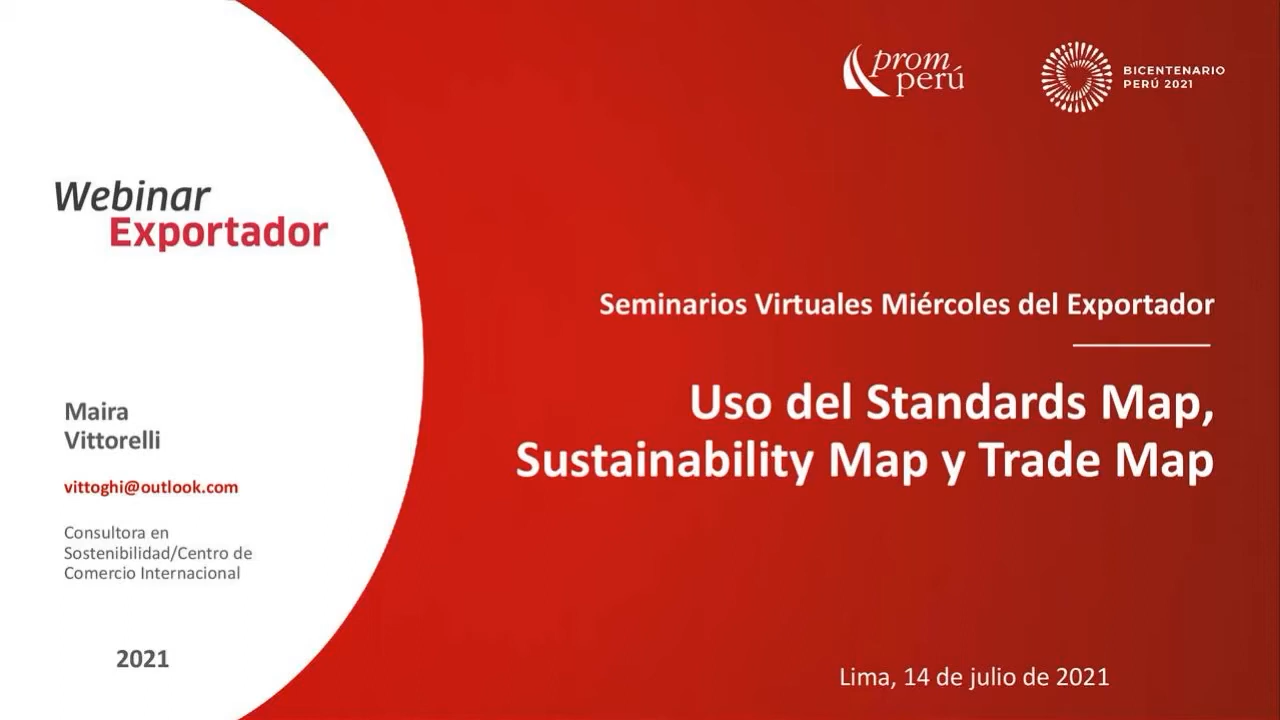 prom
perú
BICENTENARIO
PERÚ 2021
Webinar
Exportador
Seminarios Virtuales Miércoles del Exportador
Uso del Standards Map,
Sustainability Map y Trade Map
Maira
Vittorelli
vittoghi@outlook.com
Consultora en
Sostenibilidad/Centro de
Comercio Internacional
2021
Lima, 14 de julio de 2021